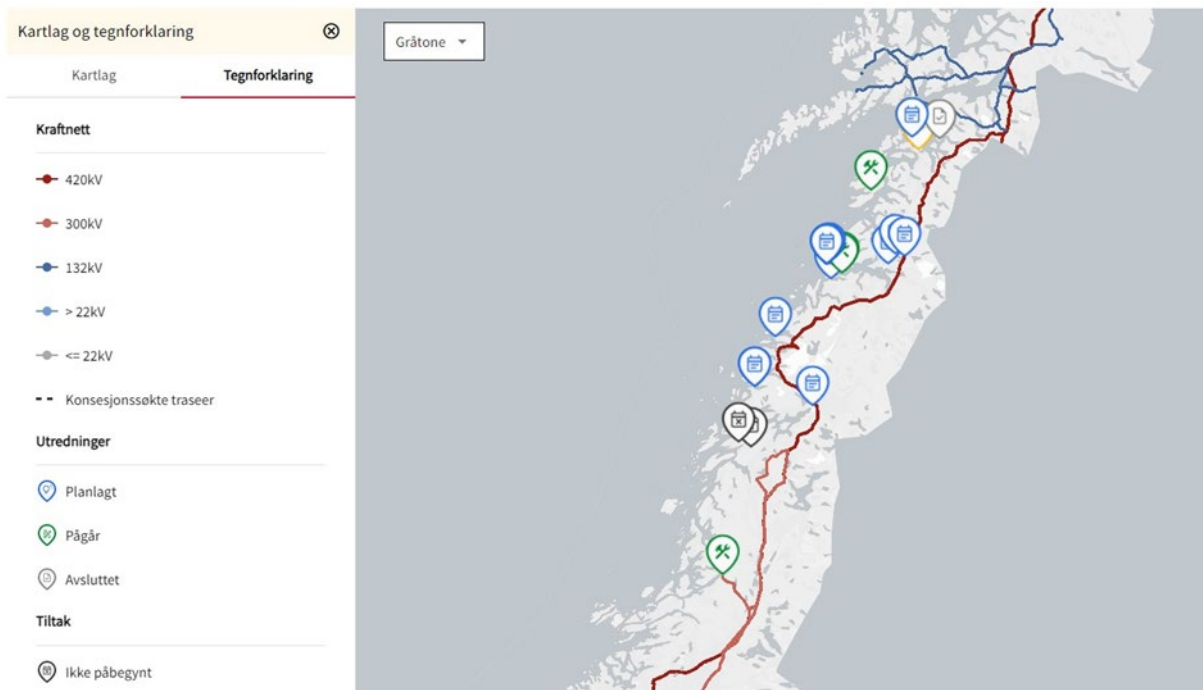 Kartlag og tegnforklaring
Gråtone
Kartlag
Tegnforklaring
Kraftnett
420kV
300kV
132kV
> 22kV
<= 22kV
Konsesjonssøkte traseer
Utredninger
Planlagt
Pågår
Avsluttet
Tiltak
Ikke påbegynt